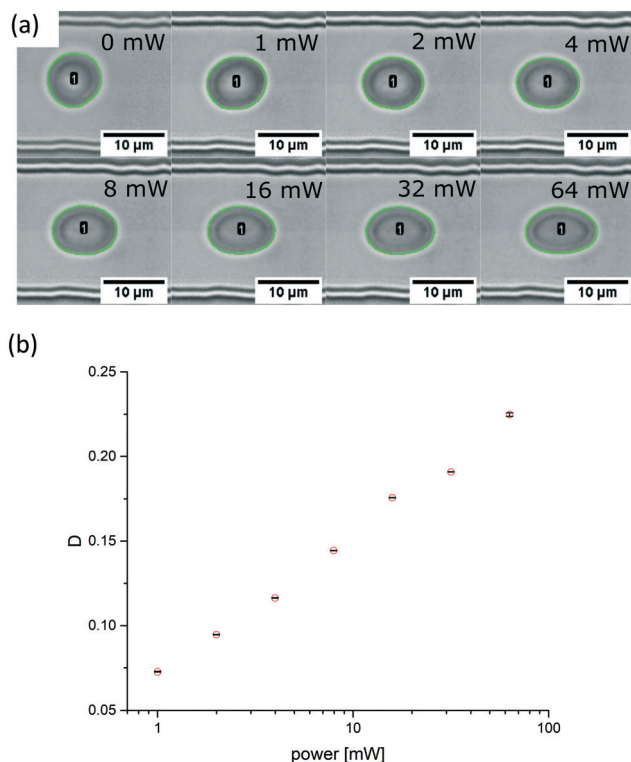 (a)
0 mW 1 mW 2 mW 4 mW
1 1 1 1
10 μm 10 μm 10 μm 10 μm
8 mW 16 mW 32 mW 64 mW
1 1 1 1
10 μm 10 μm 10 μm 10 μm
(b)
0.25
0.20
0.15
D
0.10
0.05
1 10 100
power [mW]